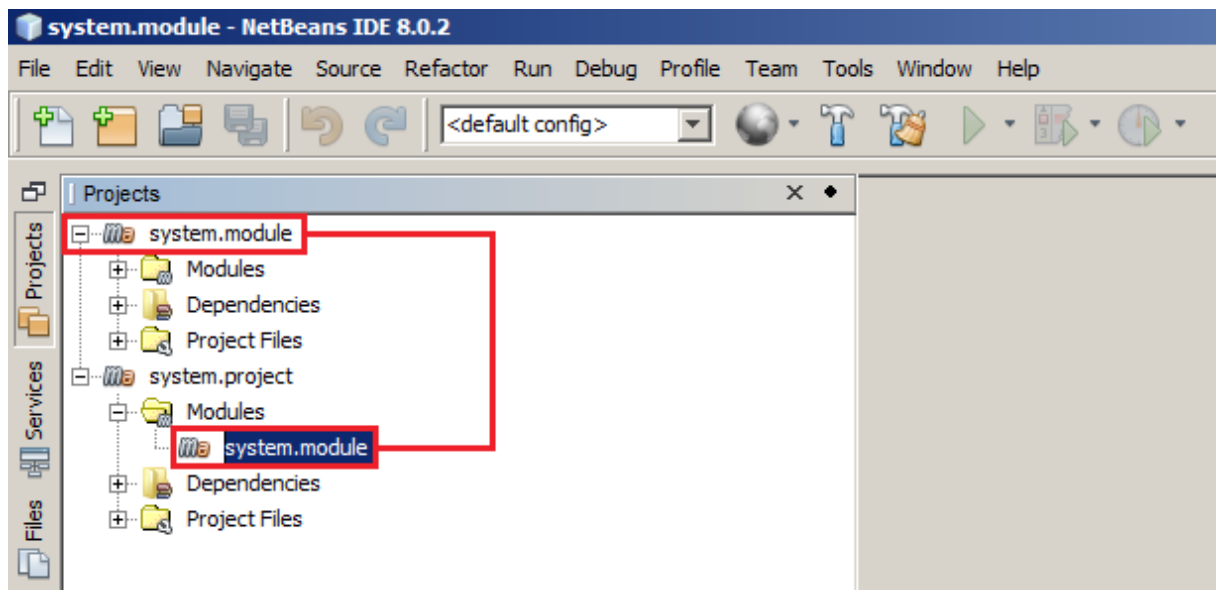 system.module - NetBeans IDE 8.0.2
File Edit View Navigate Source Refactor Run Debug Profile Team Tools Window Help
<default config>
Projects
system.module
Modules
Dependencies
Project Files
system.project
Modules
system.module
Dependencies
Project Files
Projects
Services
Files